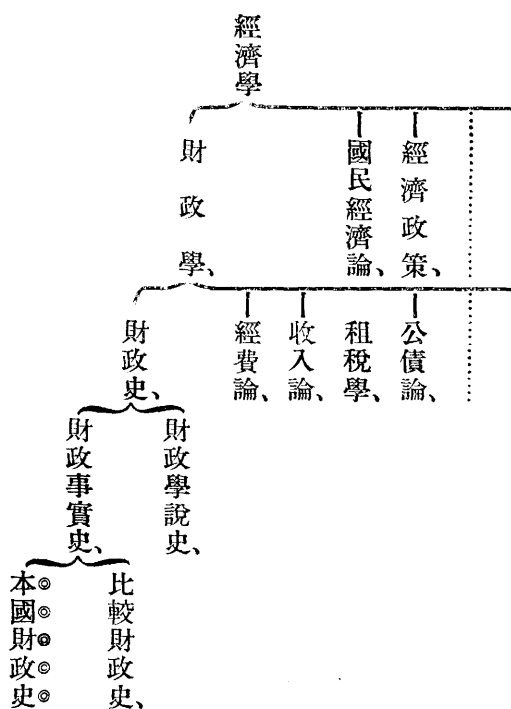 經濟學
經濟政策、
國民經濟論、
財政學、
公債論、
租稅學、
收入論、
經費論、
財政史、
財政學說史、
財政事實史、
比較財政史、
本國財政史